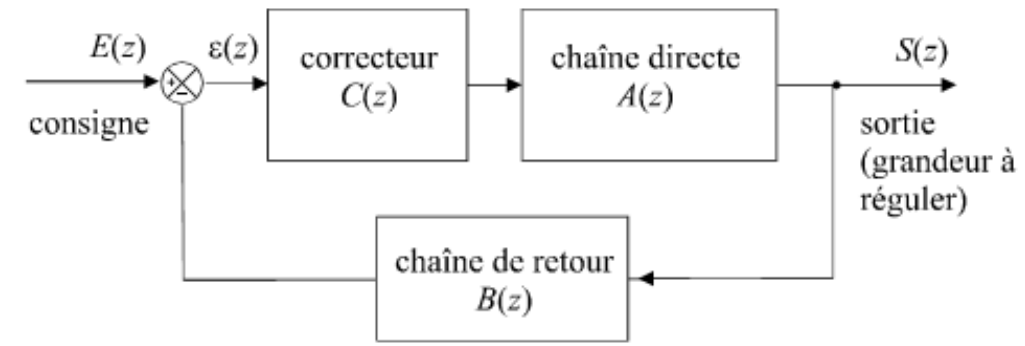 E(z)
ε(z)
correcteur
C(z)
chaîne directe
A(z)
S(z)
+
−
consigne
sortie
(grandeur à
réguler)
chaîne de retour
B(z)